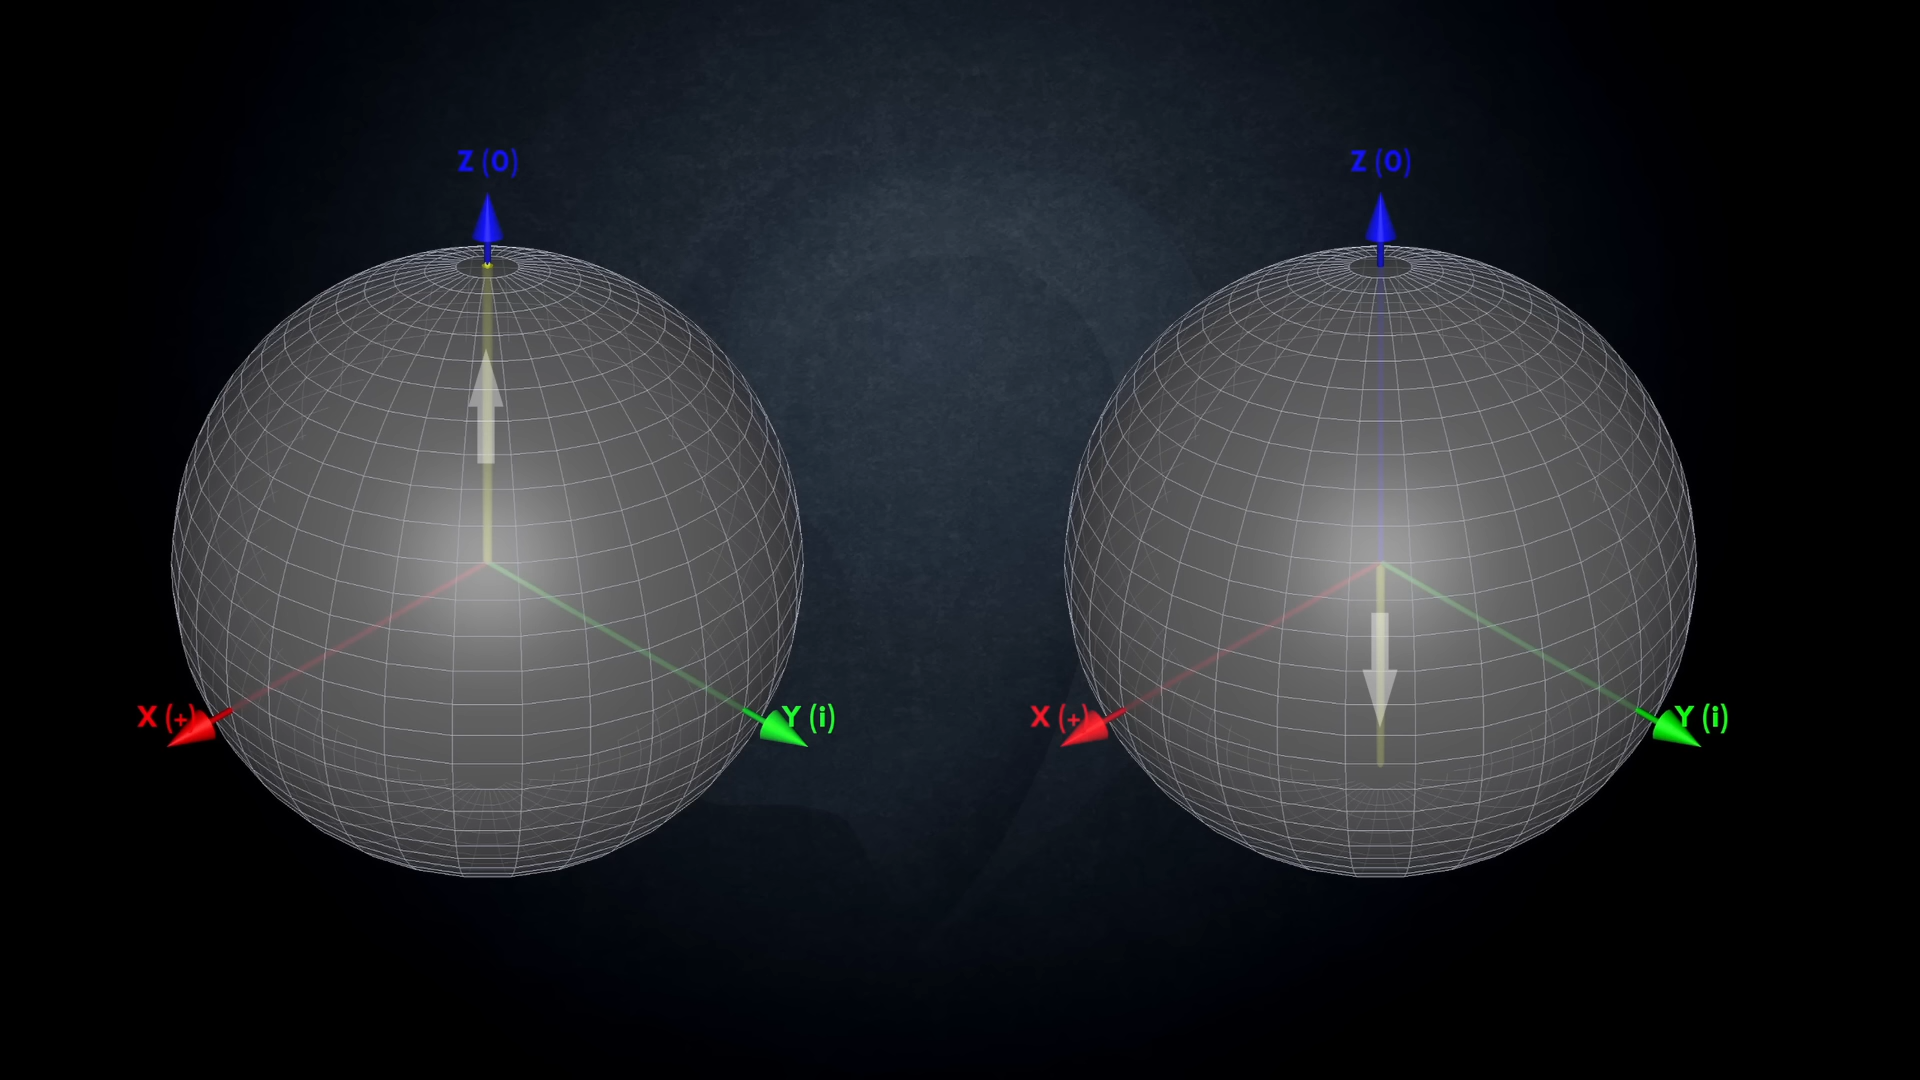 Z (0)
Z (0)
X (+)
Y (i)
X (+)
Y (i)